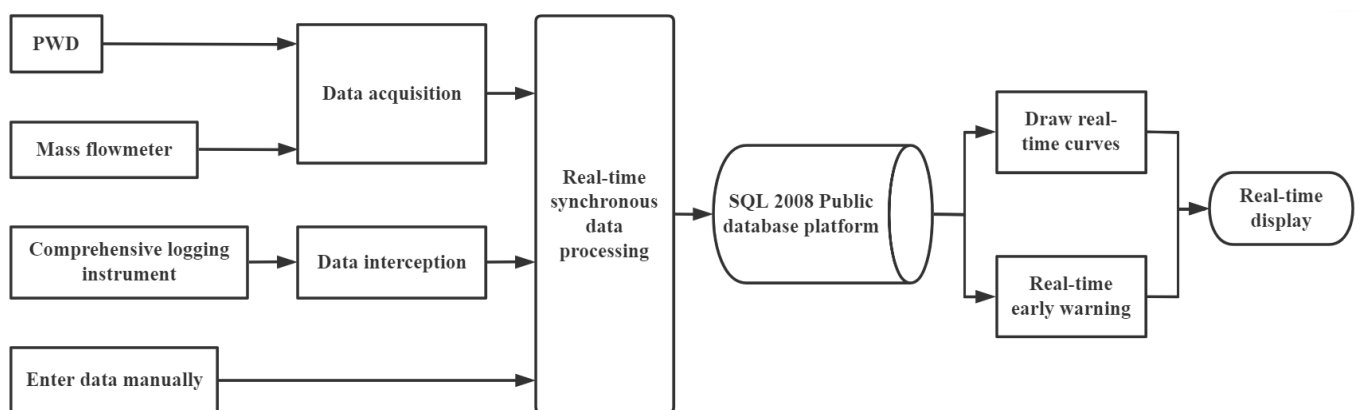 PWD
Data acquisition
Mass flowmeter
Comprehensive logging
instrument
Data interception
Enter data manually
Real-time
synchronous
data
processing
SQL 2008 Public
database platform
Draw real-
time curves
Real-time
early warning
Real-time
display